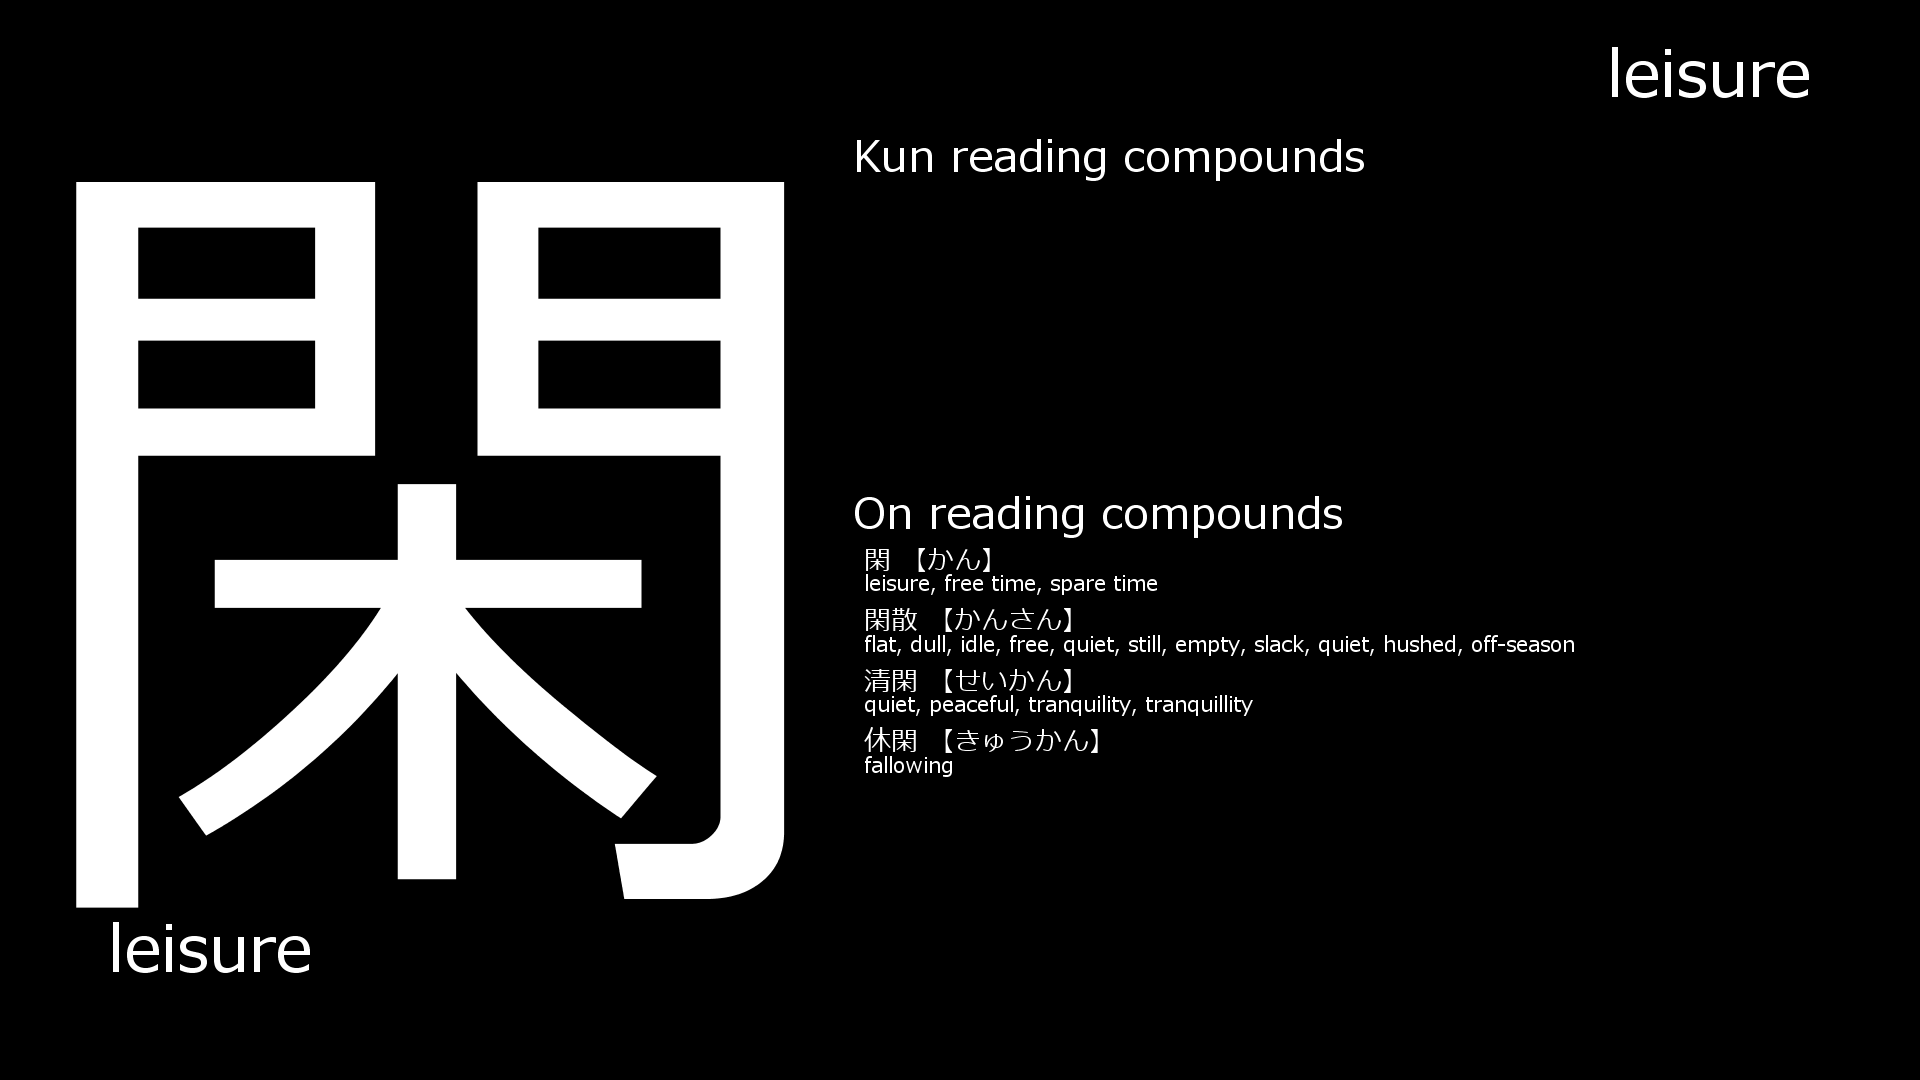 leisure
閑
leisure
Kun reading compounds
On reading compounds
閑 【かん】
leisure, free time, spare time
閑散 【かんさん】
flat, dull, idle, free, quiet, still, empty, slack, quiet, hushed, off-season
清閑 【せいかん】
quiet, peaceful, tranquility, tranquillity
休閑 【きゅうかん】
fallowing